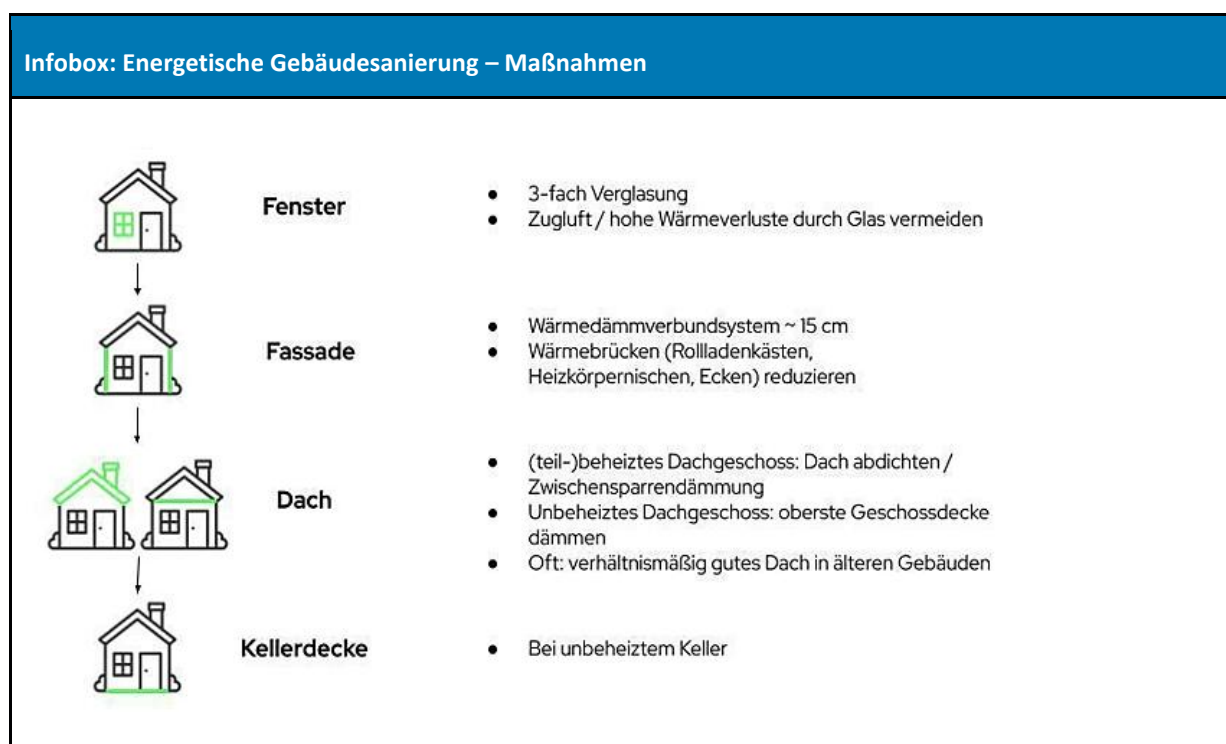 Infobox: Energetische Gebäudesanierung – Maßnahmen
Fenster
● 3-fach Verglasung
● Zugluft / hohe Wärmeverluste durch Glas vermeiden
Fassade
● Wärmedämmverbundsystem ~ 15 cm
● Wärmebrücken (Rollladenkästen,
Heizkörpernischen, Ecken) reduzieren
Dach
● (teil-)beheiztes Dachgeschoss: Dach abdichten /
Zwischensparrendämmung
● Unbeheiztes Dachgeschoss: oberste Geschossdecke
dämmen
● Oft: verhältnismäßig gutes Dach in älteren Gebäuden
Kellerdecke
● Bei unbeheiztem Keller